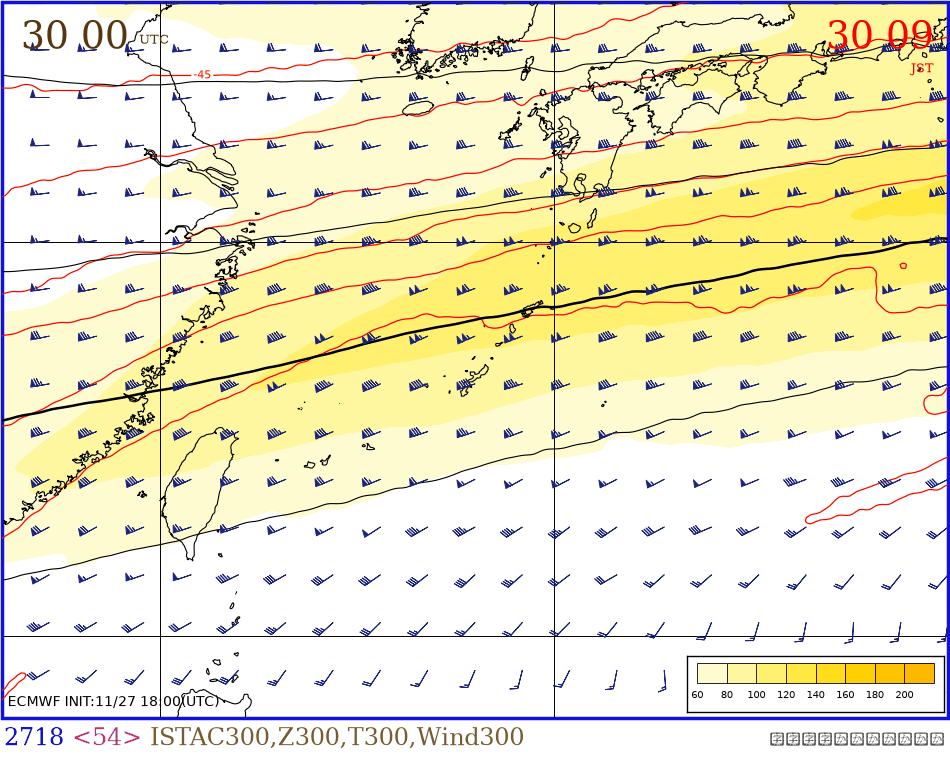 30 00 UTC
30 09
JST
-45
60 80 100 120 140 160 180 200
ECMWF INIT:11/27 18:00(UTC)
2718 <54> ISTAC300,Z300,T300,Wind300